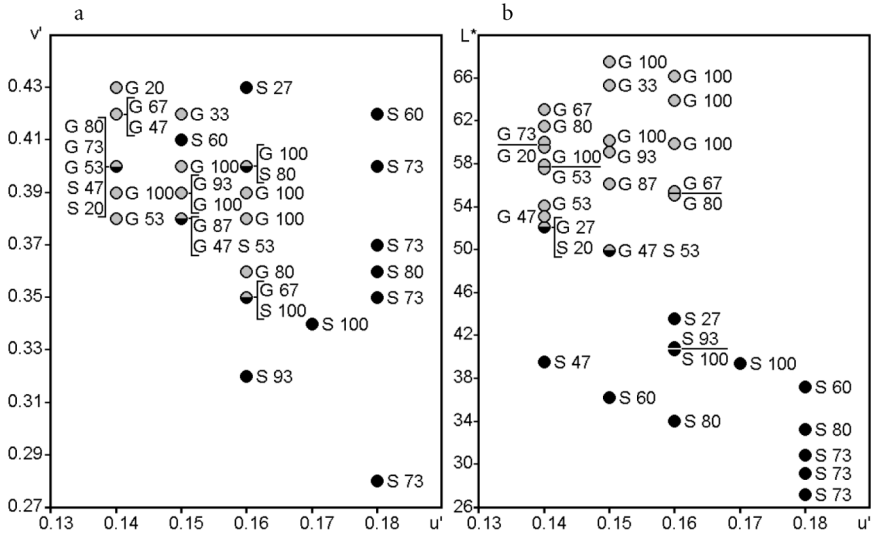 a
b
v'
L*
0.43
0.41
0.39
0.37
0.35
0.33
0.31
0.29
0.27
0.13
0.14
0.15
0.16
0.17
0.18
u'
G 20
G 67
G 47
G 80
G 73
G 53
S 47
S 20
G 100
G 53
G 33
S 60
G 100
G 93
G 100
G 87
G 47 S 53
S 27
G 100
S 80
G 100
G 100
G 80
G 67
S 100
S 100
S 93
S 60
S 73
S 73
S 80
S 73
S 73
66
62
58
54
50
46
42
38
34
30
26
0.13
0.14
0.15
0.16
0.17
0.18
u'
G 100
G 33
G 100
G 100
G 67
G 80
G 73
G 20
G 100
G 53
G 100
G 93
G 100
G 87
G 67
G 80
G 53
G 47
G 27
S 20
G 47 S 53
S 27
S 93
S 100
S 100
S 47
S 60
S 80
S 60
S 80
S 73
S 73
S 73